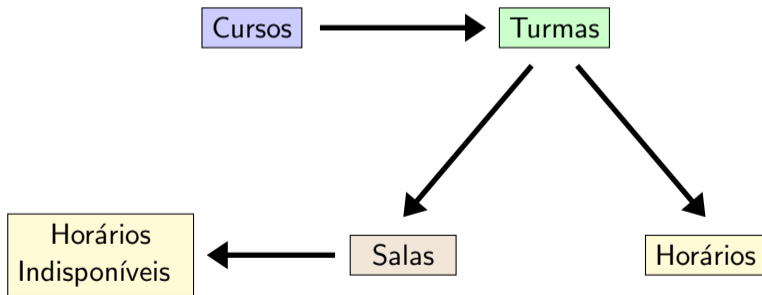 Cursos
Turmas
Horários
Indisponíveis
Salas
Horários